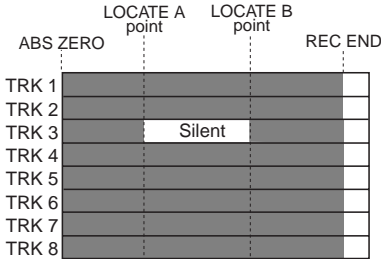 LOCATE A
point
LOCATE B
point
ABS ZERO
REC END
TRK 1
TRK 2
TRK 3
Silent
TRK 4
TRK 5
TRK 6
TRK 7
TRK 8